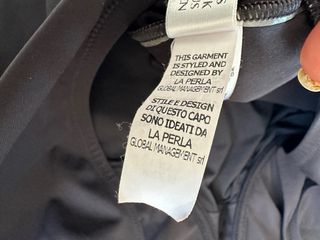 THIS GARMENT
IS STYLED AND
DESIGNED BY
LA PERLA
GLOBAL MANAGEMENT srl
STILE E DESIGN
DI QUESTO CAPO
SONO IDEATI DA
LA PERLA
GLOBAL MANAGEMENT srl